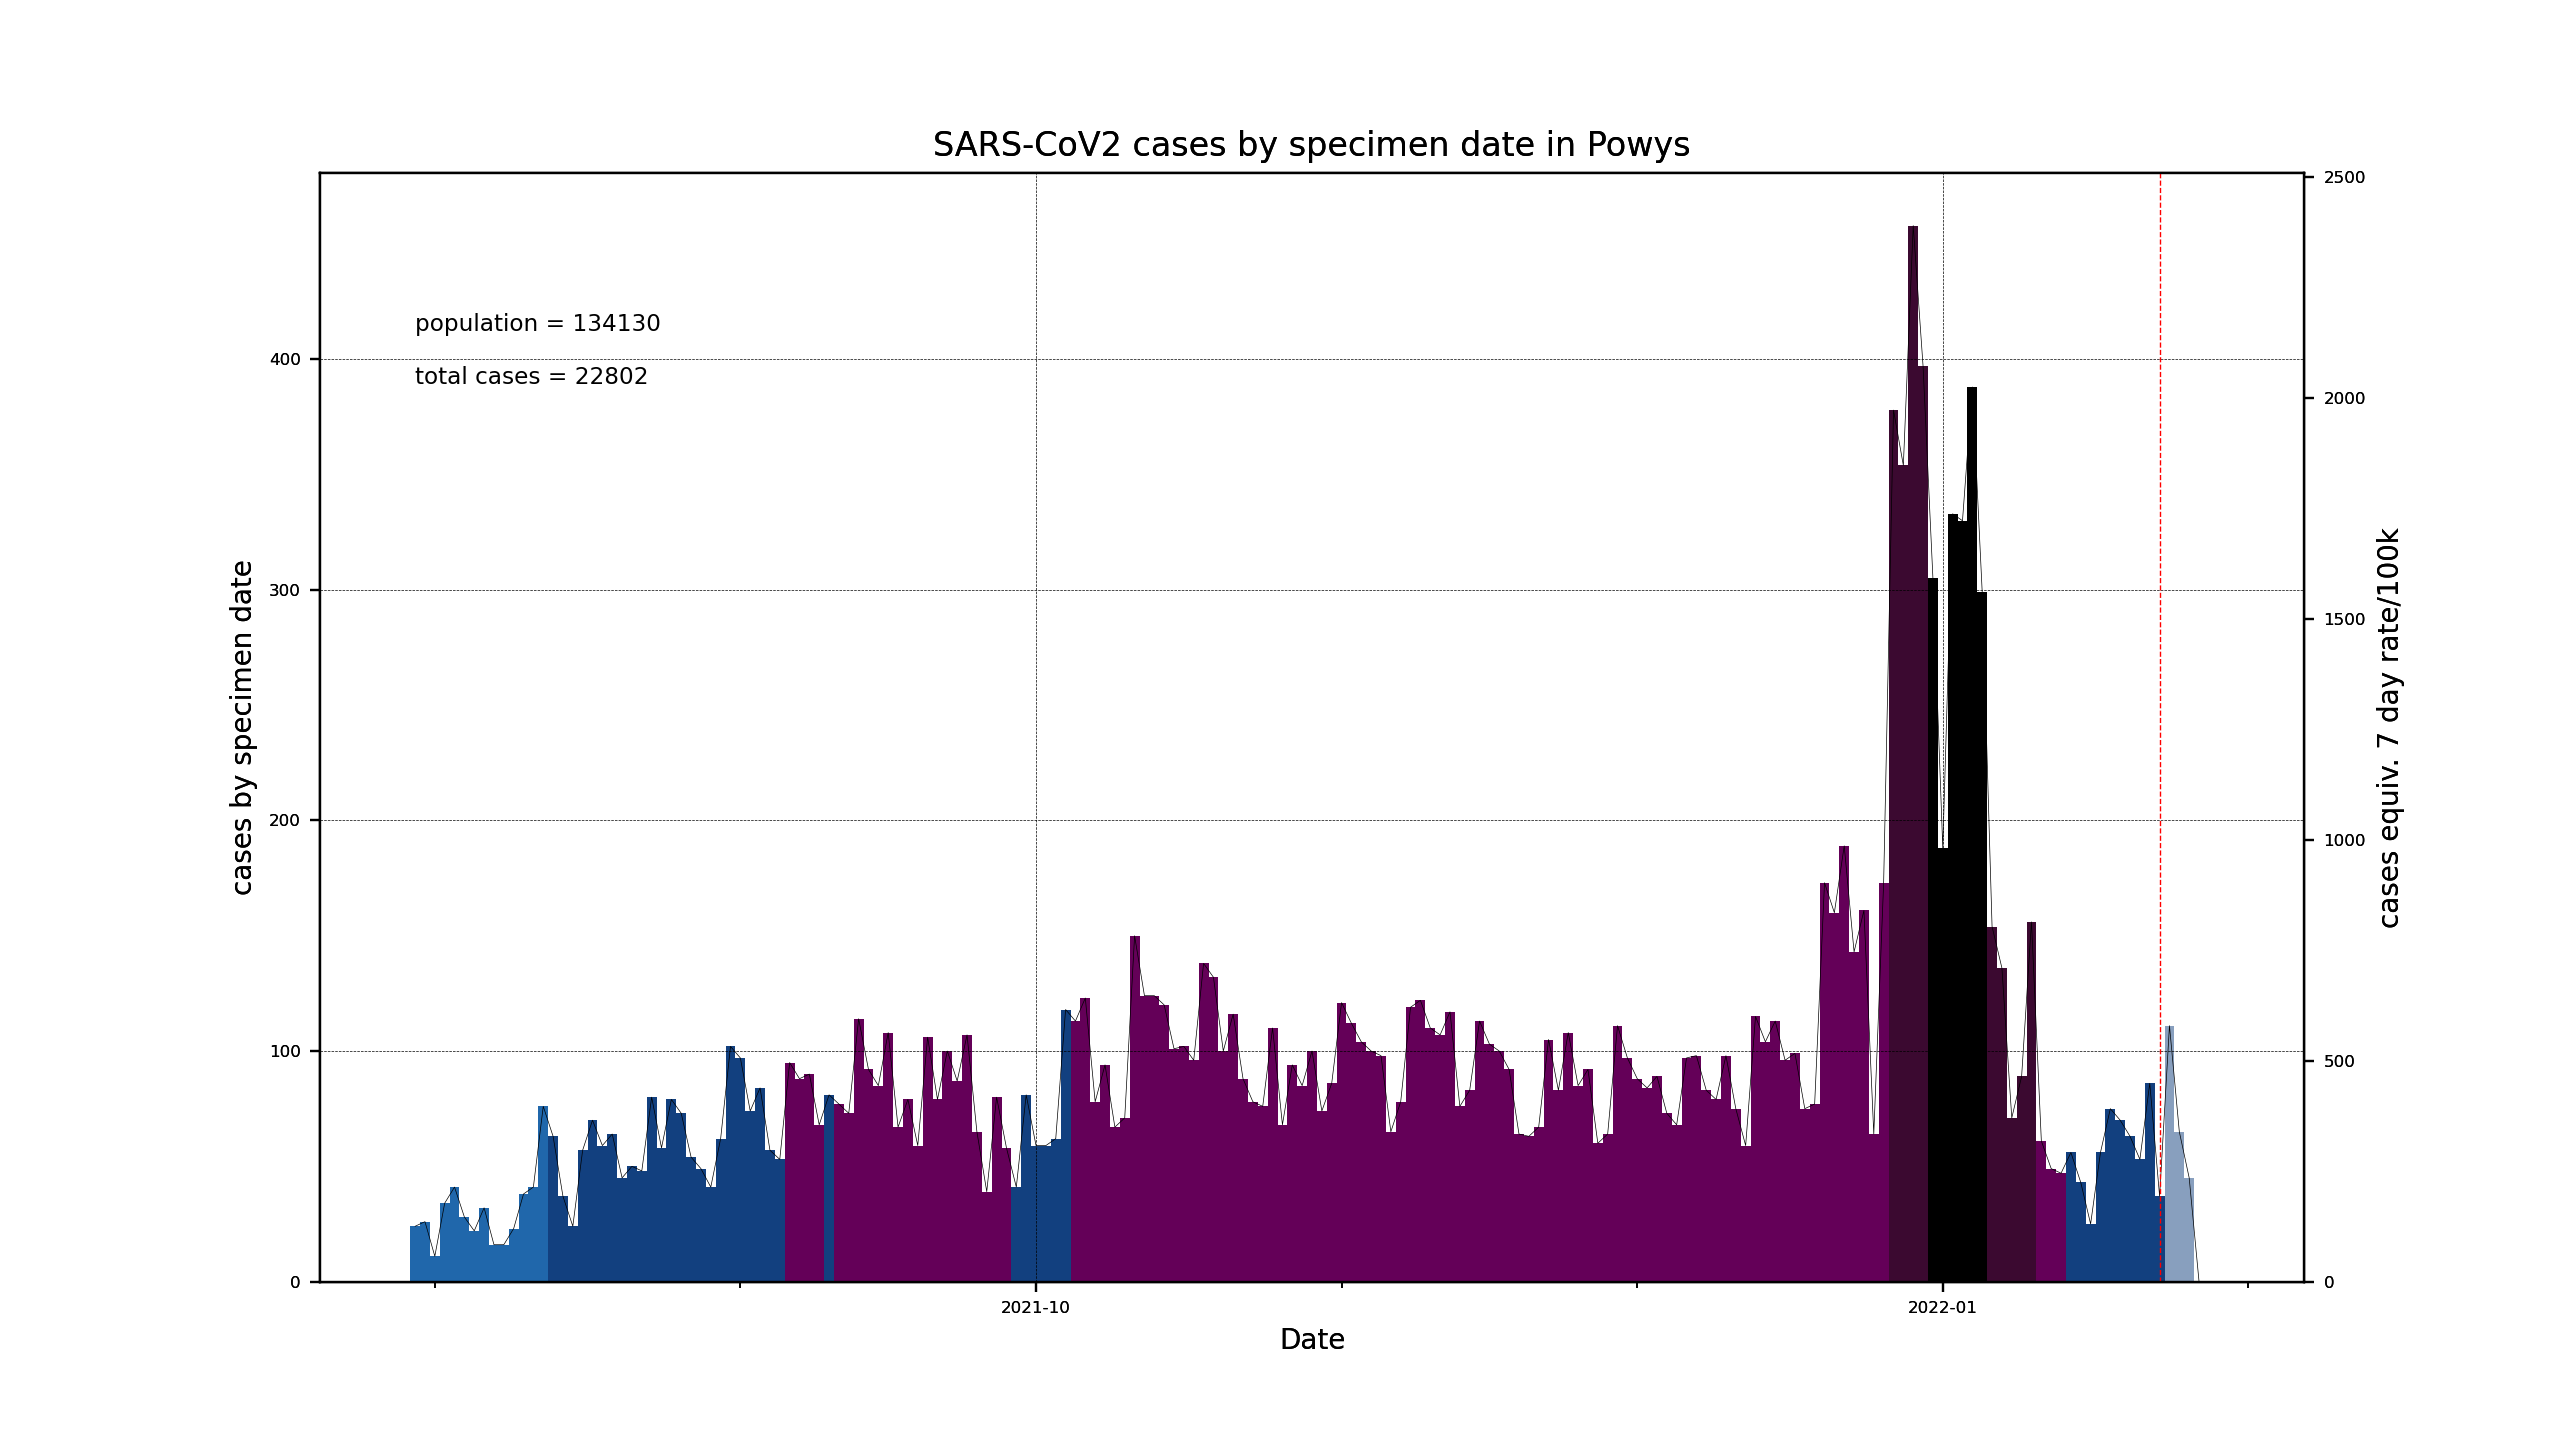 SARS-CoV2 cases by specimen date in Powys
population = 134130
total cases = 22802
cases by specimen date
400
300
200
100
0
2500
2000
1500
1000
500
0
cases equiv. 7 day rate/100k
2021-10
2022-01
Date